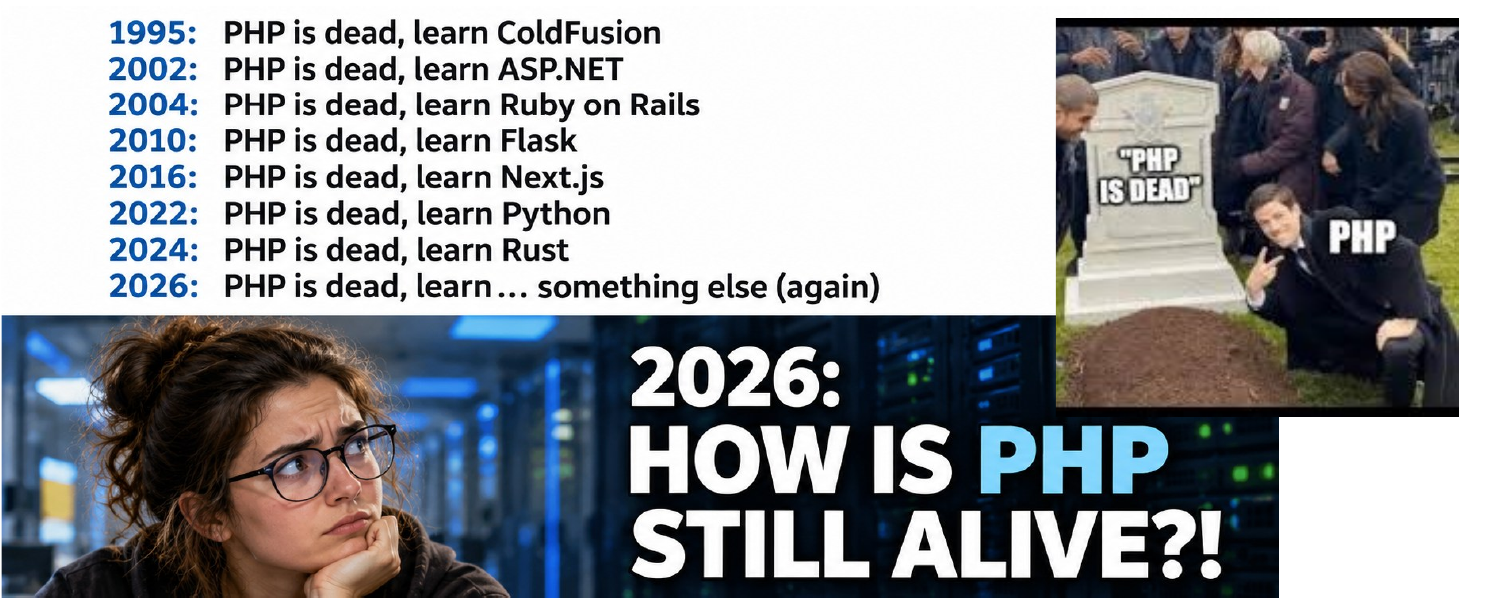 1995: PHP is dead, learn ColdFusion
2002: PHP is dead, learn ASP.NET
2004: PHP is dead, learn Ruby on Rails
2010: PHP is dead, learn Flask
2016: PHP is dead, learn Next.js
2022: PHP is dead, learn Python
2024: PHP is dead, learn Rust
2026: PHP is dead, learn... something else (again)
"PHP
IS DEAD"
PHP
2026:
HOW IS PHP
STILL ALIVE?!